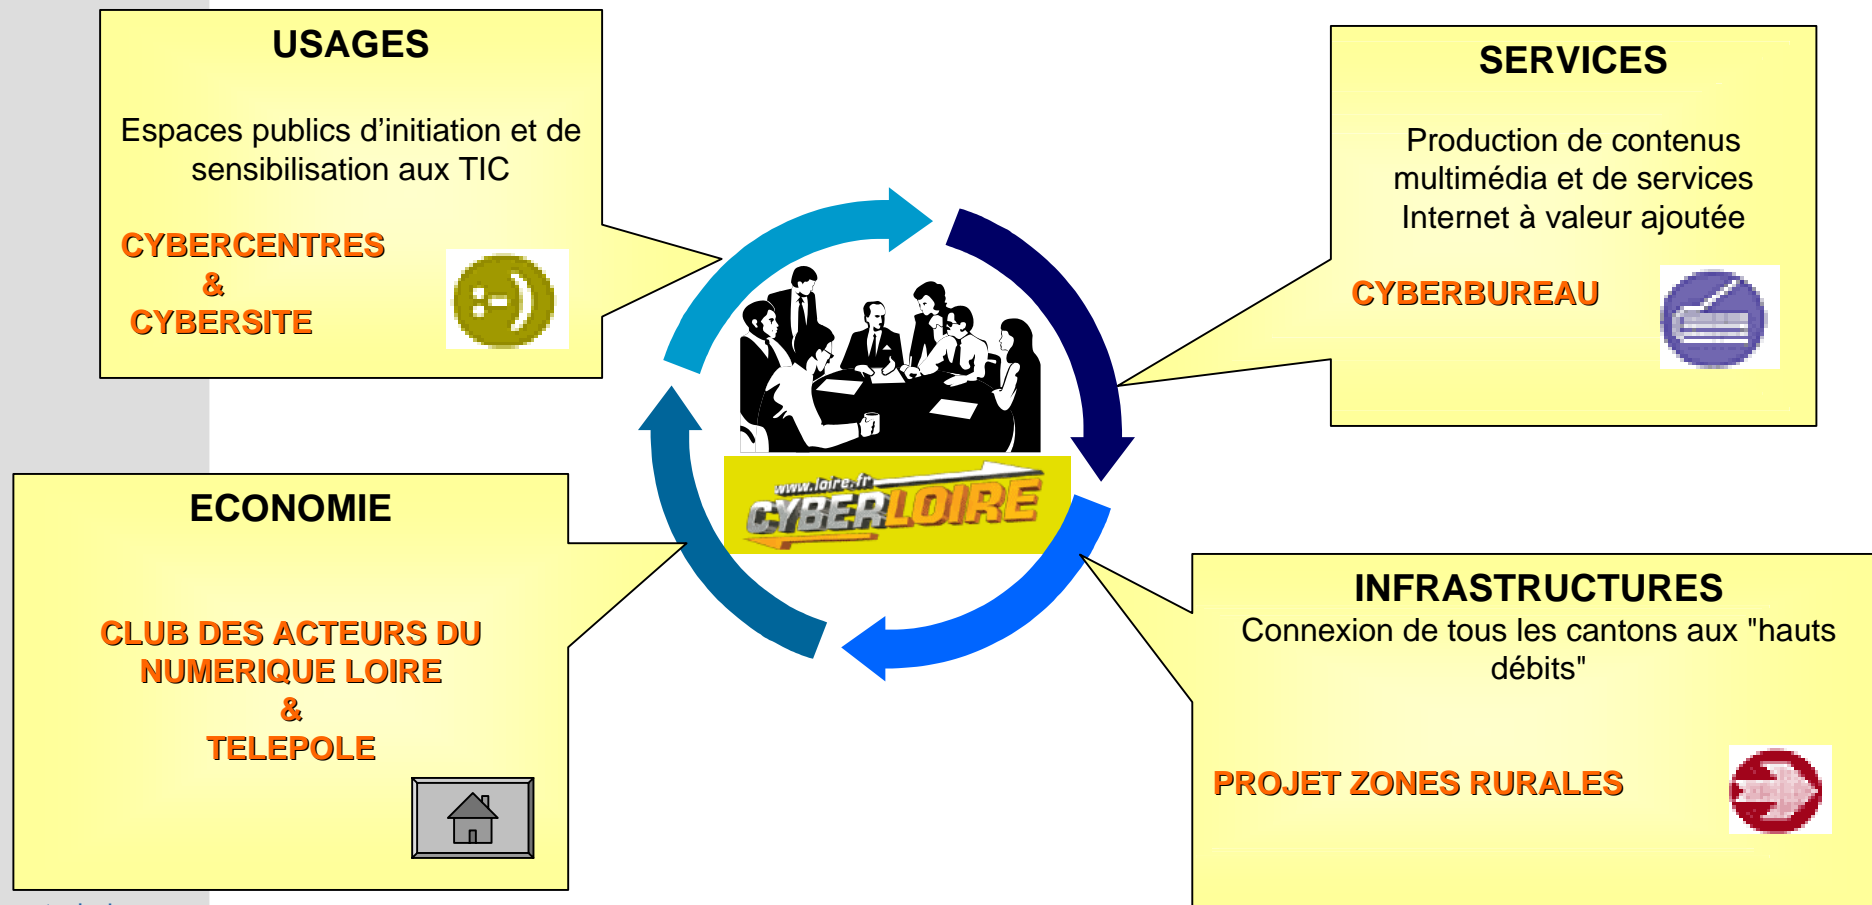 USAGES
Espaces publics d'initiation et de
sensibilisation aux TIC
CYBERCENTRES
&
CYBERSITE
:-)
SERVICES
Production de contenus
multimédia et de services
Internet à valeur ajoutée
CYBERBUREAU
www.loire.fr
CYBERLOIRE
ECONOMIE
CLUB DES ACTEURS DU
NUMERIQUE LOIRE
&
TELEPOLE
INFRASTRUCTURES
Connexion de tous les cantons aux "hauts
débits"
PROJET ZONES RURALES